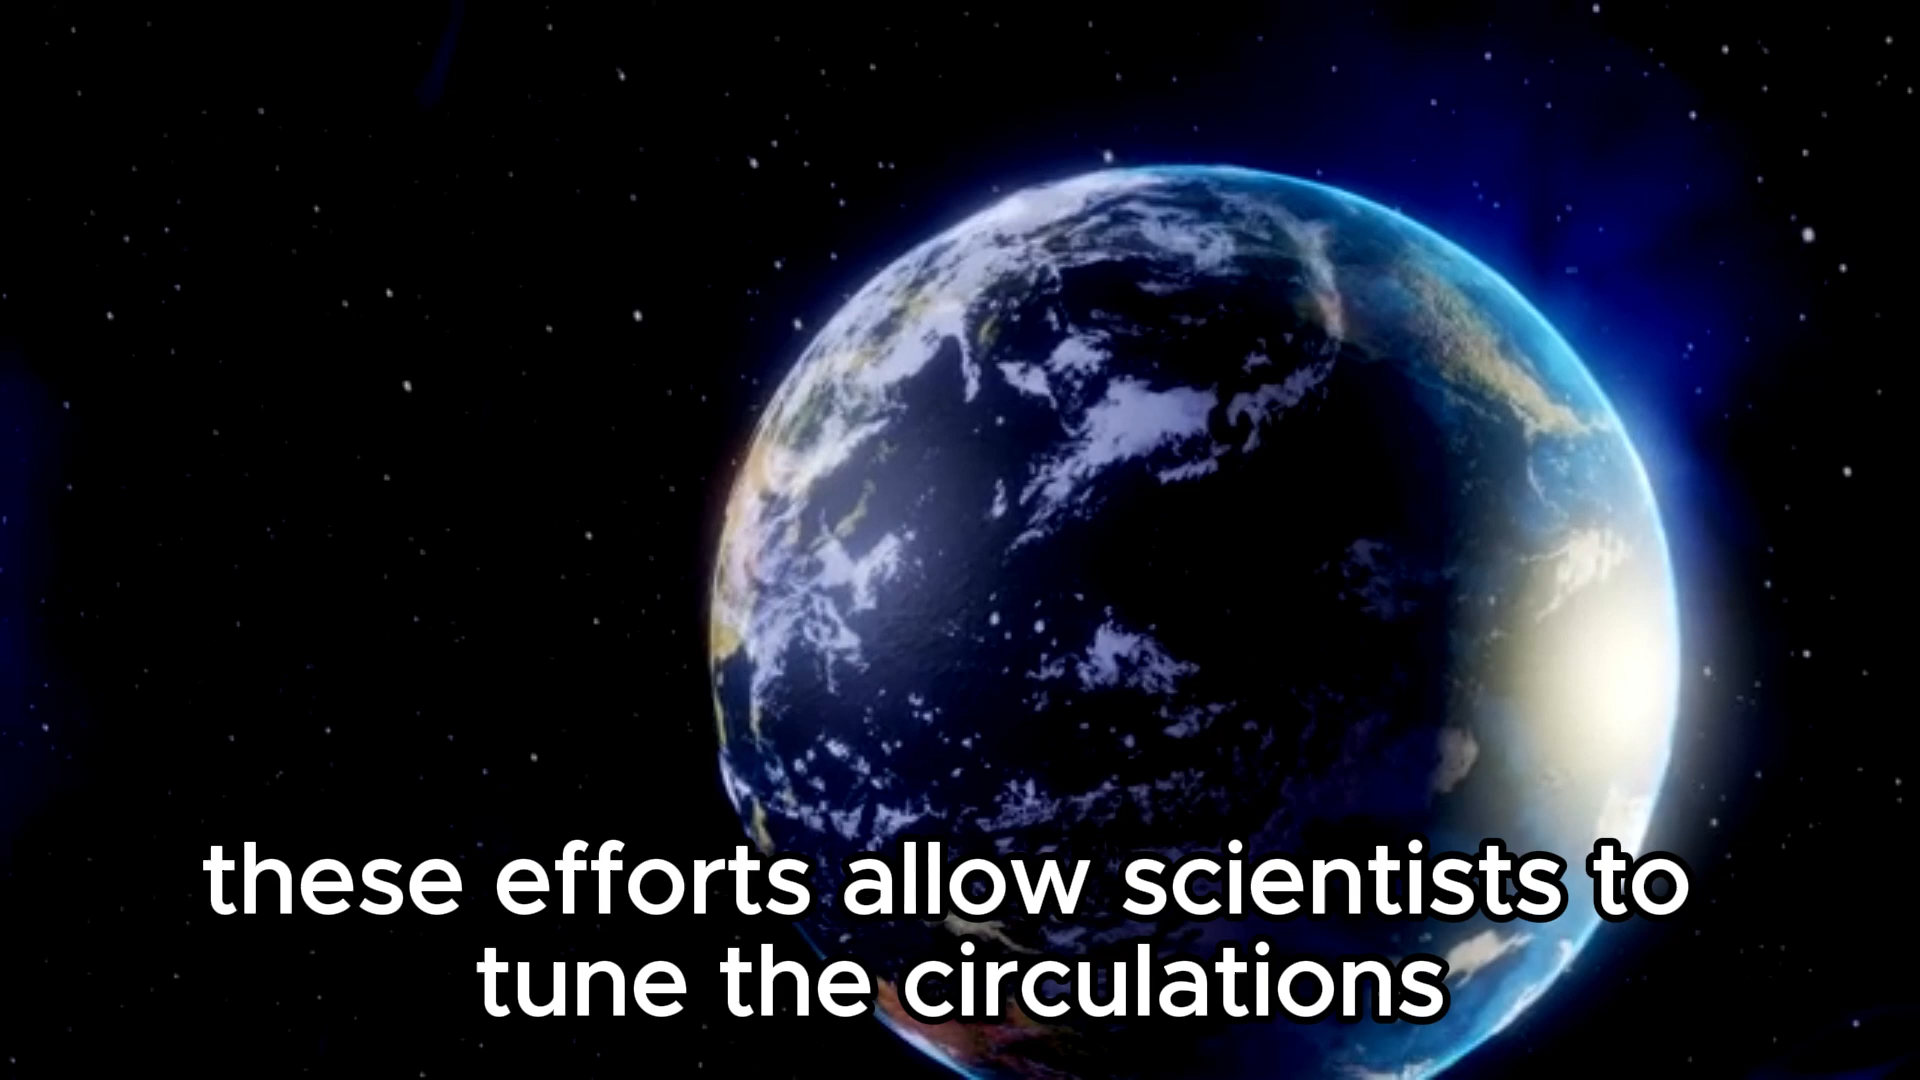 these efforts allow scientists to
tune the circulations